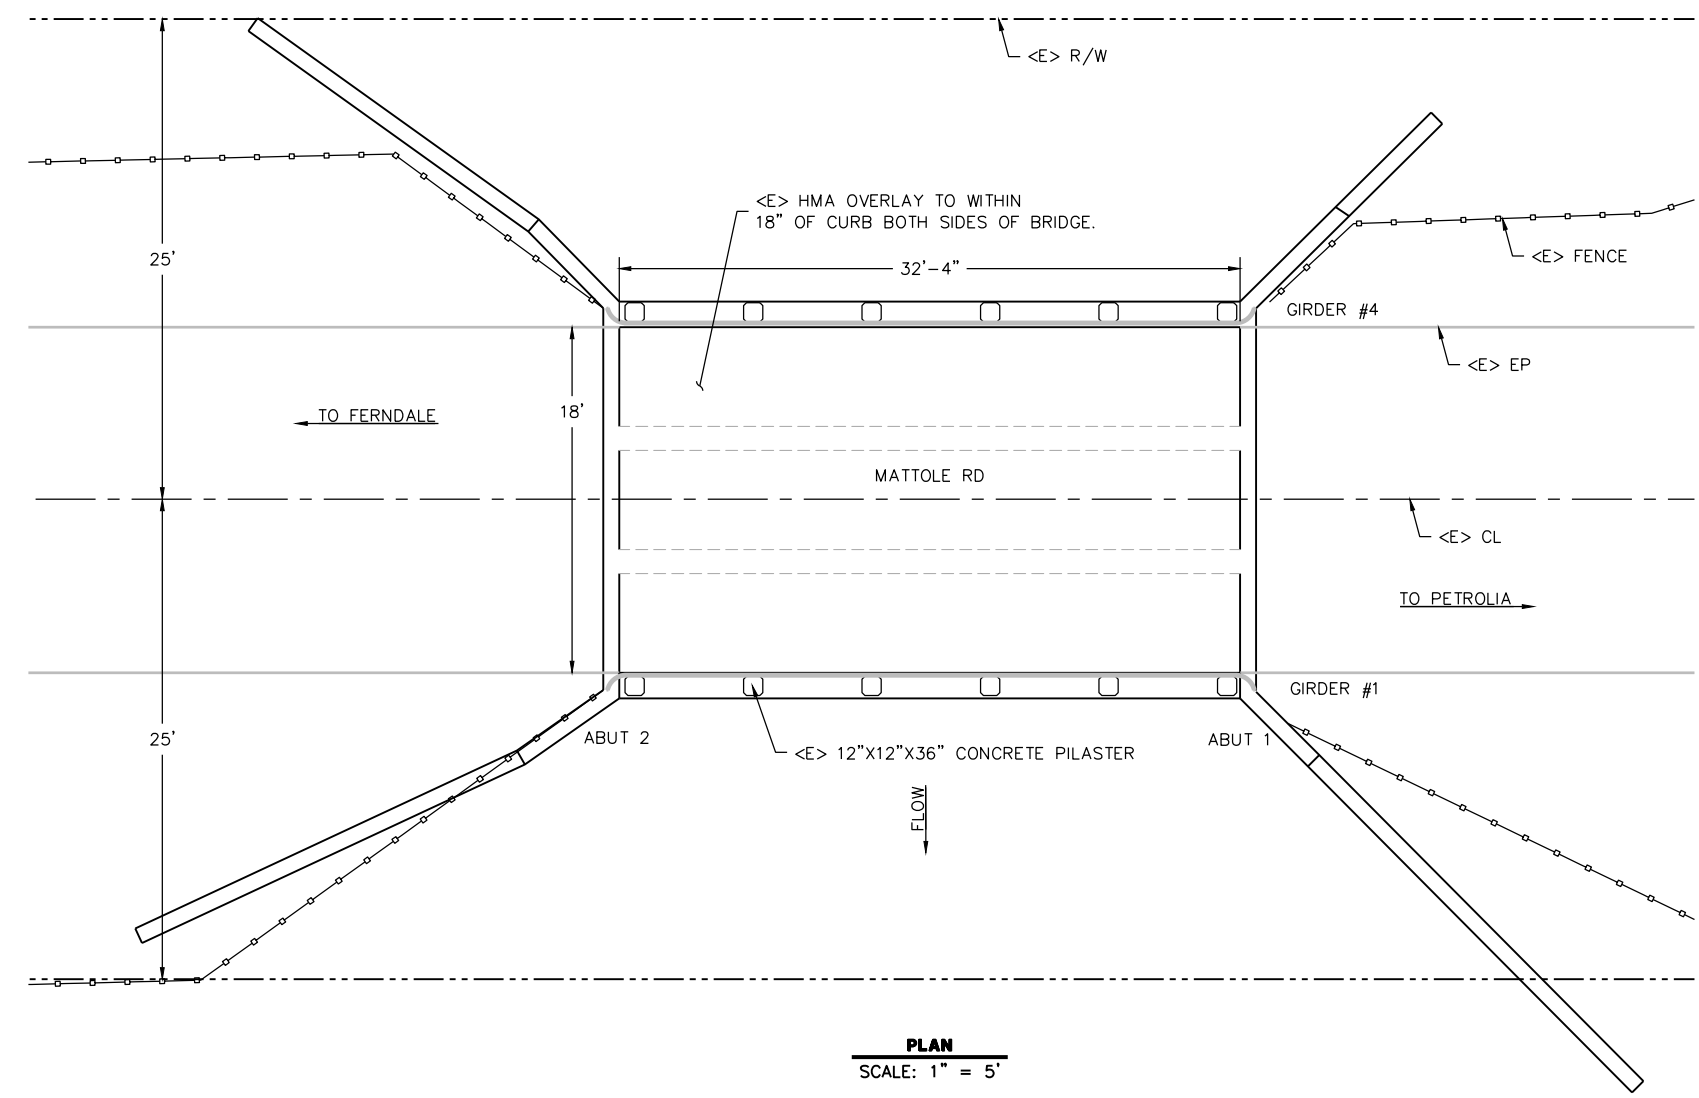 <E> R/W
<E> HMA OVERLAY TO WITHIN
18" OF CURB BOTH SIDES OF BRIDGE.
25'
32'-4"
<E> FENCE
GIRDER #4
<E> EP
18'
TO FERNDALE
MATTOLE RD
<E> CL
TO PETROLIA
GIRDER #1
25'
ABUT 2
ABUT 1
<E> 12"X12"X36" CONCRETE PILASTER
FLOW
PLAN
SCALE: 1" = 5'